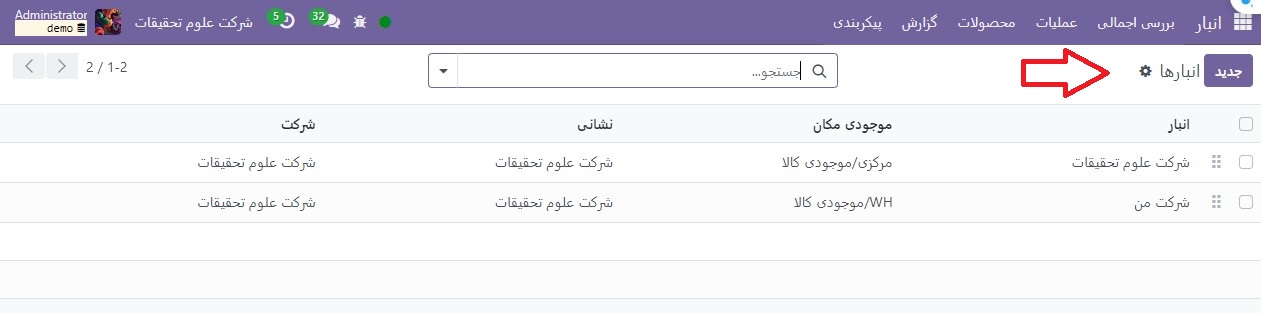 انبار بررسی اجمالی عملیات محصولات گزارش پیکربندی 32 5 شرکت علوم تحقیقات Administrator
demo
جدید انبارها جستجو... 1-2 / 2
انبار موجودی مکان نشانی شرکت
شرکت علوم تحقیقات مرکزی/موجودی کالا شرکت علوم تحقیقات شرکت علوم تحقیقات
شرکت من WH/موجودی کالا شرکت علوم تحقیقات شرکت علوم تحقیقات